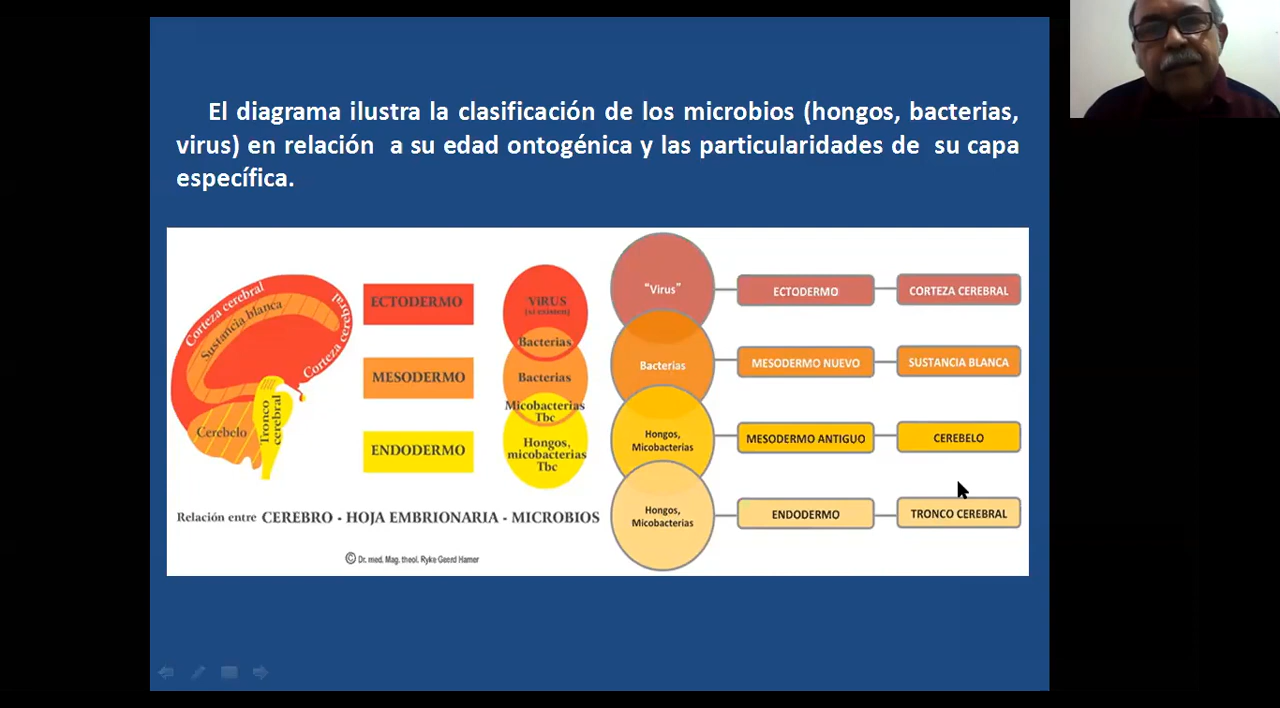 El diagrama ilustra la clasificación de los microbios (hongos, bacterias,
virus) en relación a su edad ontogénica y las particularidades de su capa
específica.
Corteza cerebral
Corteza cerebral
Sustancia blanca
Cerebelo
Tronco
cerebral
ECTODERMO
MESODERMO
ENDODERMO
ViRUS
(si existen)
Bacterias
Bacterias
Micobacterias
Tbc
Hongos,
micobacterias
Tbc
"Virus"
ECTODERMO
CORTEZA CEREBRAL
Bacterias
MESODERMO NUEVO
SUSTANCIA BLANCA
Hongos,
Micobacterias
MESODERMO ANTIGUO
CEREBELO
Hongos,
Micobacterias
ENDODERMO
TRONCO CEREBRAL
Relación entre CEREBRO - HOJA EMBRIONARIA - MICROBIOS
© Dr. med. Mag. theol. Ryke Geerd Hamer